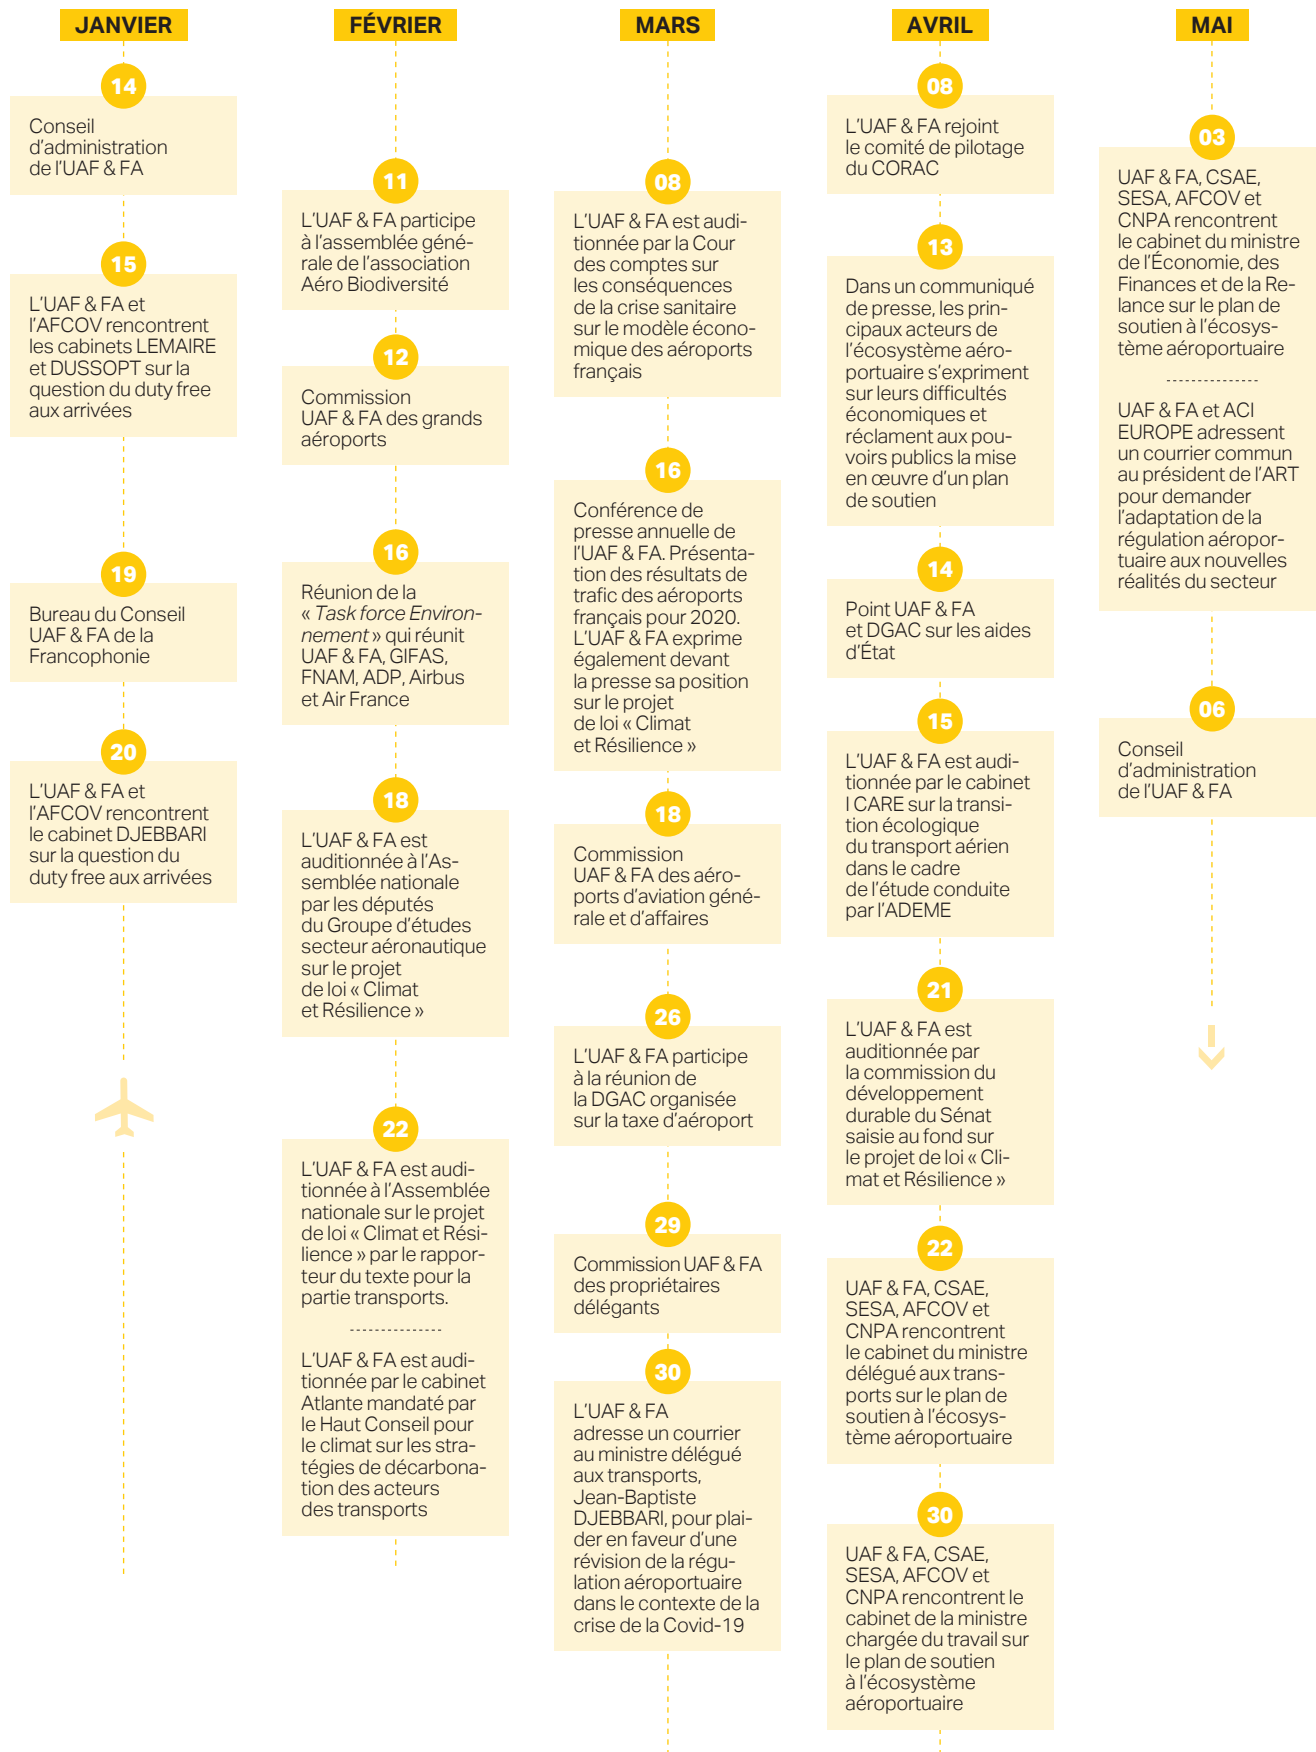 JANVIER
14
Conseil
d'administration
de l'UAF & FA
15
L'UAF & FA et
l'AFCOV rencontrent
les cabinets LEMAIRE
et DUSSOPT sur la
question du duty free
aux arrivées
19
Bureau du Conseil
UAF & FA de la
Francophonie
20
L'UAF & FA et
l'AFCOV rencontrent
le cabinet DJEBBARI
sur la question du
duty free aux arrivées
FÉVRIER
11
L'UAF & FA participe
à l'assemblée géné-
rale de l'association
Aéro Biodiversité
12
Commission
UAF & FA des grands
aéroports
16
Réunion de la
« Task force Environ-
nement » qui réunit
UAF & FA, GIFAS,
FNAM, ADP, Airbus
et Air France
18
L'UAF & FA est
auditionnée à l'As-
semblée nationale
par les députés
du Groupe d'études
secteur aéronautique
sur le projet
de loi « Climat
et Résilience »
22
L'UAF & FA est audi-
tionnée à l'Assemblée
nationale sur le projet
de loi « Climat et Rési-
lience » par le rappor-
teur du texte pour la
partie transports.
L'UAF & FA est audi-
tionnée par le cabinet
Atlante mandaté par
le Haut Conseil pour
le climat sur les stra-
tégies de décarbona-
tion des acteurs
des transports
MARS
08
L'UAF & FA est audi-
tionnée par la Cour
des comptes sur
les conséquences
de la crise sanitaire
sur le modèle écono-
mique des aéroports
français
16
Conférence de
presse annuelle de
l'UAF & FA. Présenta-
tion des résultats de
trafic des aéroports
français pour 2020.
L'UAF & FA exprime
également devant
la presse sa position
sur le projet
de loi « Climat
et Résilience »
18
Commission
UAF & FA des aéro-
ports d'aviation géné-
rale et d'affaires
26
L'UAF & FA participe
à la réunion de
la DGAC organisée
sur la taxe d'aéroport
29
Commission UAF & FA
des propriétaires
délégants
30
L'UAF & FA
adresse un courrier
au ministre délégué
aux transports,
Jean-Baptiste
DJEBBARI, pour plai-
der en faveur d'une
révision de la régu-
lation aéroportuaire
dans le contexte de la
crise de la Covid-19
AVRIL
08
L'UAF & FA rejoint
le comité de pilotage
du CORAC
13
Dans un communiqué
de presse, les prin-
cipaux acteurs de
l'écosystème aéro-
portuaire s'expriment
sur leurs difficultés
économiques et
réclament aux pou-
voirs publics la mise
en œuvre d'un plan
de soutien
14
Point UAF & FA
et DGAC sur les aides
d'État
15
L'UAF & FA est audi-
tionnée par le cabinet
I CARE sur la transi-
tion écologique
du transport aérien
dans le cadre
de l'étude conduite
par l'ADEME
21
L'UAF & FA est
auditionnée par
la commission du
développement
durable du Sénat
saisie au fond sur
le projet de loi « Cli-
mat et Résilience »
22
UAF & FA, CSAE,
SESA, AFCOV et
CNPA rencontrent
le cabinet du ministre
délégué aux trans-
ports sur le plan de
soutien à l'écosys-
tème aéroportuaire
30
UAF & FA, CSAE,
SESA, AFCOV et
CNPA rencontrent le
cabinet de la ministre
chargée du travail sur
le plan de soutien
à l'écosystème
aéroportuaire
MAI
03
UAF & FA, CSAE,
SESA, AFCOV et
CNPA rencontrent
le cabinet du ministre
de l'Économie, des
Finances et de la Re-
lance sur le plan de
soutien à l'écosys-
tème aéroportuaire
UAF & FA et ACI
EUROPE adressent
un courrier commun
au président de l'ART
pour demander
l'adaptation de la
régulation aéropor-
tuaire aux nouvelles
réalités du secteur
06
Conseil
d'administration
de l'UAF & FA